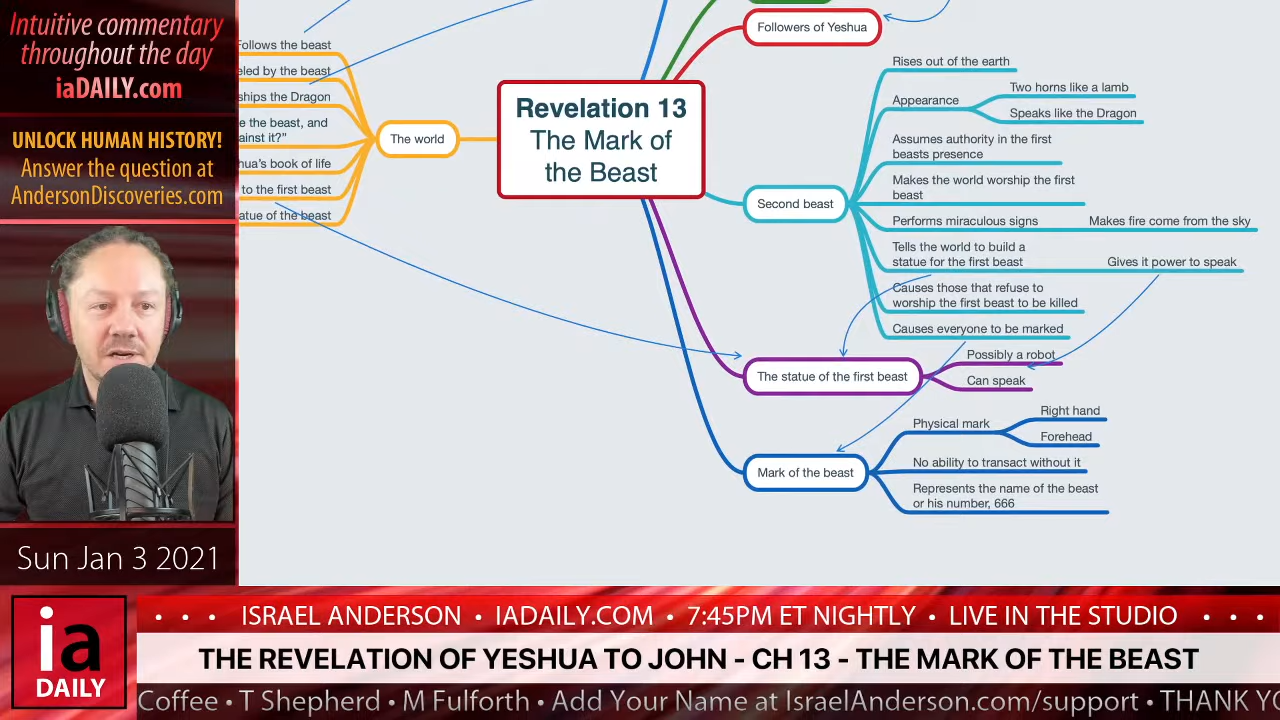 Intuitive commentary
throughout the day
iaDAILY.com
UNLOCK HUMAN HISTORY!
Answer the question at
AndersonDiscoveries.com
Sun Jan 3 2021
Follows the beast
by the beast
the Dragon
the beast, and
it?”
book of life
to the first beast
the beast
The world
Revelation 13
The Mark of
the Beast
Followers of Yeshua
Second beast
Rises out of the earth
Appearance
Two horns like a lamb
Speaks like the Dragon
Assumes authority in the first
beasts presence
Makes the world worship the first
beast
Performs miraculous signs
Makes fire come from the sky
Tells the world to build a
statue for the first beast
Gives it power to speak
Causes those that refuse to
worship the first beast to be killed
Causes everyone to be marked
The statue of the first beast
Possibly a robot
Can speak
Mark of the beast
Physical mark
Right hand
Forehead
No ability to transact without it
Represents the name of the beast
or his number, 666
ia
DAILY
• • • ISRAEL ANDERSON • IADAILY.COM • 7:45PM ET NIGHTLY • LIVE IN THE STUDIO • • •
THE REVELATION OF YESHUA TO JOHN - CH 13 - THE MARK OF THE BEAST
Coffee • T Shepherd • M Fulforth • Add Your Name at IsraelAnderson.com/support • THANK